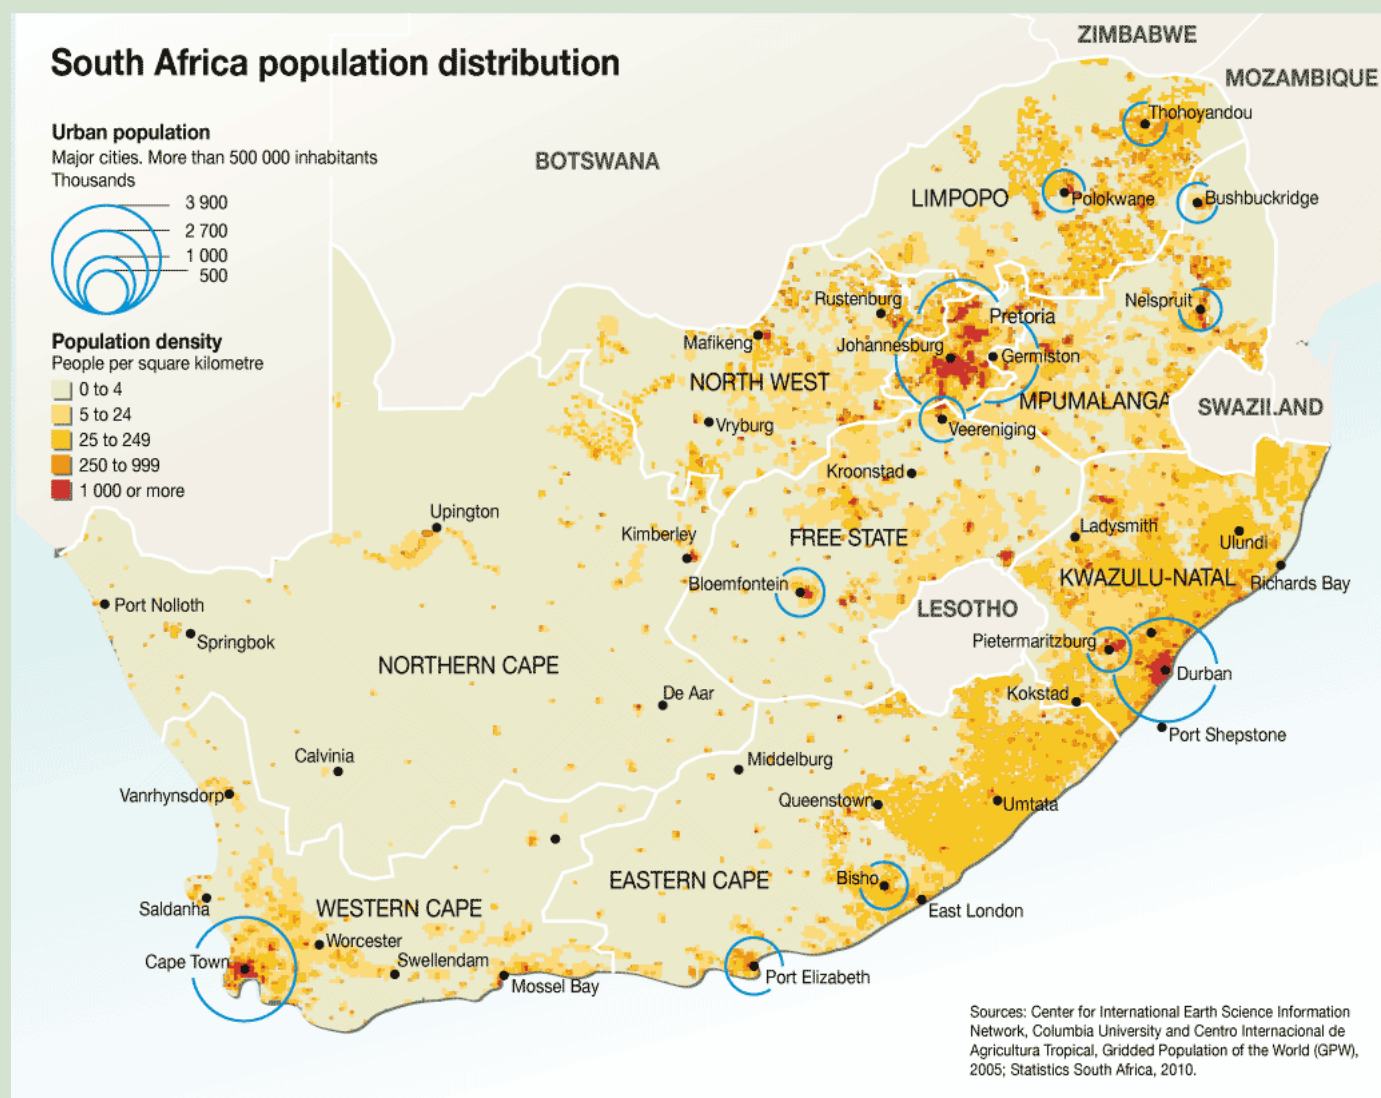 South Africa population distribution
Urban population
Major cities. More than 500 000 inhabitants
Thousands
3 900
2 700
1 000
500
Population density
People per square kilometre
0 to 4
5 to 24
25 to 249
250 to 999
1 000 or more
ZIMBABWE
MOZAMBIQUE
BOTSWANA
Thohoyandou
LIMPOPO
Polokwane
Bushbuckridge
Rustenburg
Nelspruit
Pretoria
Mafikeng
Johannesburg
Germiston
NORTH WEST
MPUMALANGA
SWAZILAND
Vryburg
Veereniging
Kroonstad
Upington
Kimberley
FREE STATE
Ladysmith
Ulundi
Bloemfontein
KWAZULU-NATAL
Richards Bay
Port Nolloth
LESOTHO
Springbok
Pietermaritzburg
NORTHERN CAPE
Durban
De Aar
Kokstad
Port Shepstone
Calvinia
Middelburg
Vanrhynsdorp
Queenstown
Umtata
EASTERN CAPE
Bisho
Saldanha
WESTERN CAPE
East London
Worcester
Cape Town
Swellendam
Mossel Bay
Port Elizabeth
Sources: Center for International Earth Science Information
Network, Columbia University and Centro Internacional de
Agricultura Tropical, Gridded Population of the World (GPW),
2005; Statistics South Africa, 2010.